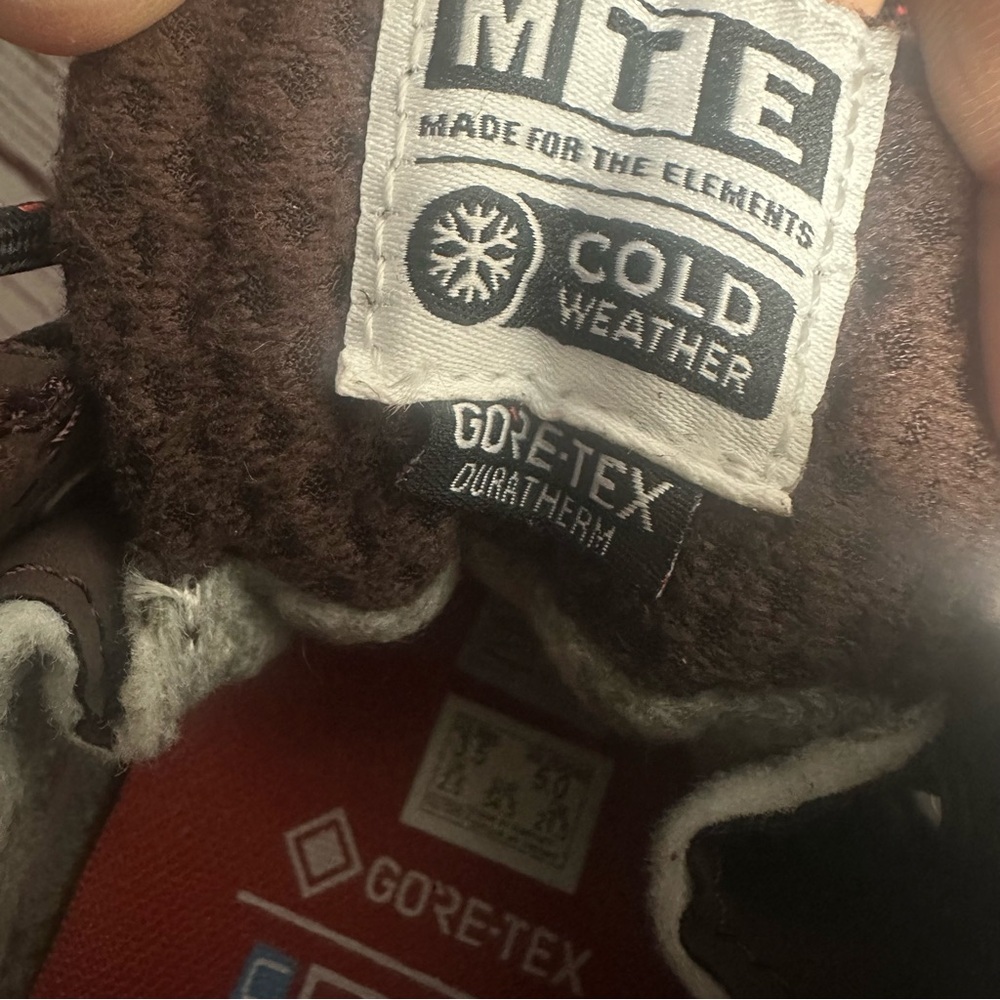 MTE
MADE FOR THE ELEMENTS
COLD
WEATHER
GORE-TEX
DURATHERM
GORE-TEX